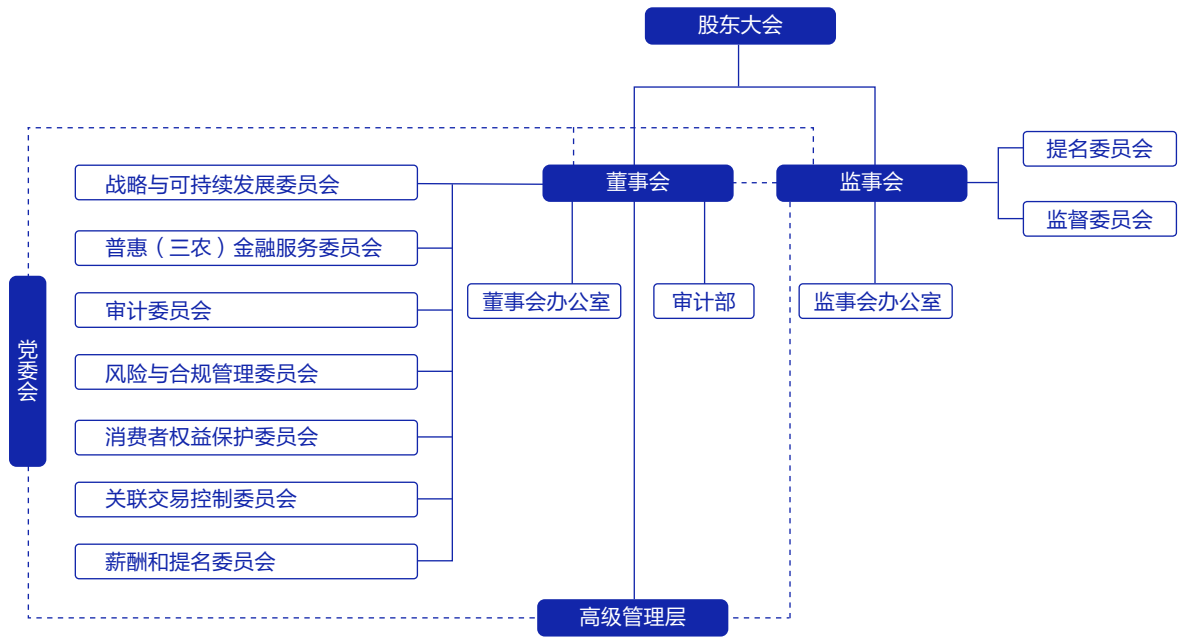 股东大会
提名委员会
战略与可持续发展委员会
董事会
监事会
监督委员会
普惠（三农）金融服务委员会
审计委员会
董事会办公室
审计部
监事会办公室
党委会
风险与合规管理委员会
消费者权益保护委员会
关联交易控制委员会
薪酬和提名委员会
高级管理层